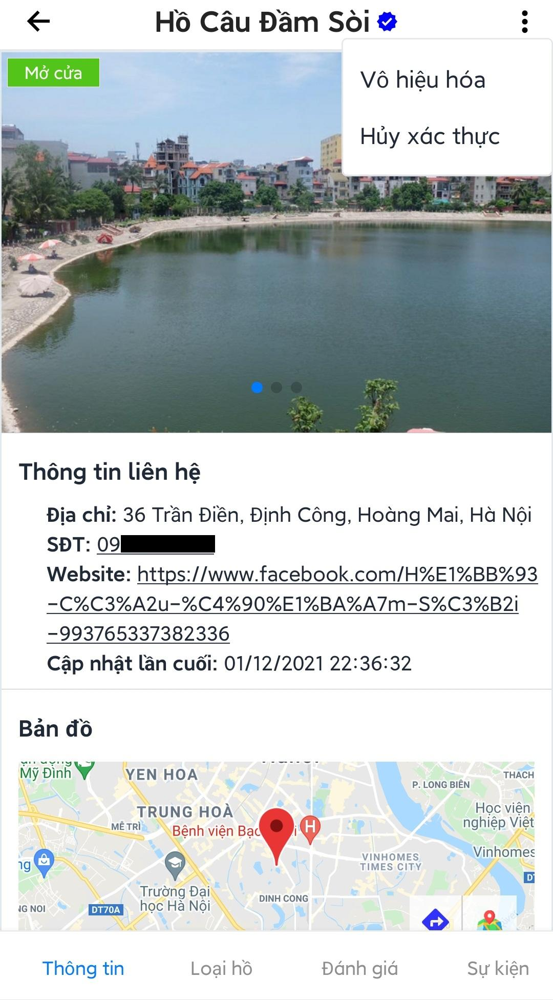 Hồ Câu Đầm Sòi
Mở cửa
Vô hiệu hóa
Hủy xác thực
Thông tin liên hệ
Địa chỉ: 36 Trần Điền, Định Công, Hoàng Mai, Hà Nội
SĐT: 09
Website: https://www.facebook.com/H%E1%BB%93
-C%C3%A2u-%C4%90%E1%BA%A7m-S%C3%B2i
-993765337382336
Cập nhật lần cuối: 01/12/2021 22:36:32
Bản đồ
Mỹ Đình
YEN HOA
P. LONG BIÊN
THACH
TRUNG HOÀ
MỄ TRÌ
Bệnh viện
H
Học viện
nghiệp Việt
VINHOMES
TIMES CITY
Vinhomes
Trường Đại
học Hà Nội
DINH CONG
DT70A
NOI
Thông tin
Loại hồ
Đánh giá
Sự kiện